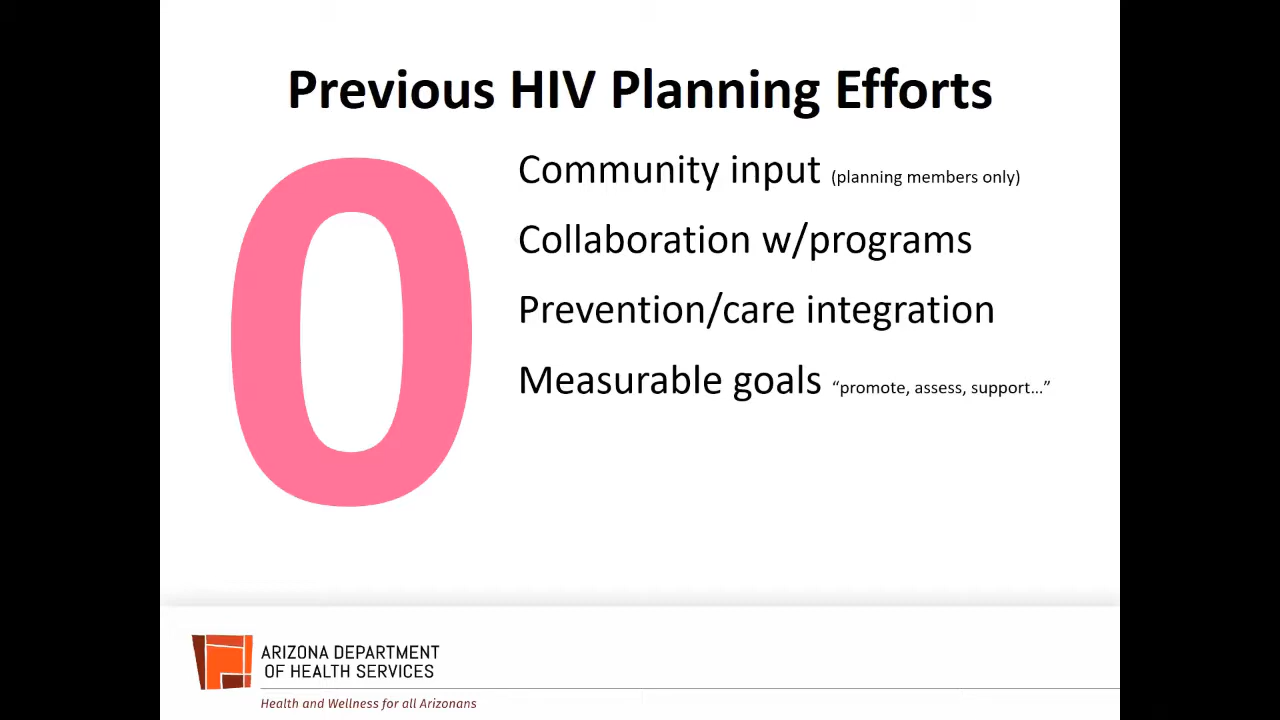 Previous HIV Planning Efforts
0
Community input (planning members only)
Collaboration w/programs
Prevention/care integration
Measurable goals “promote, assess, support...”
ARIZONA DEPARTMENT
OF HEALTH SERVICES
Health and Wellness for all Arizonans